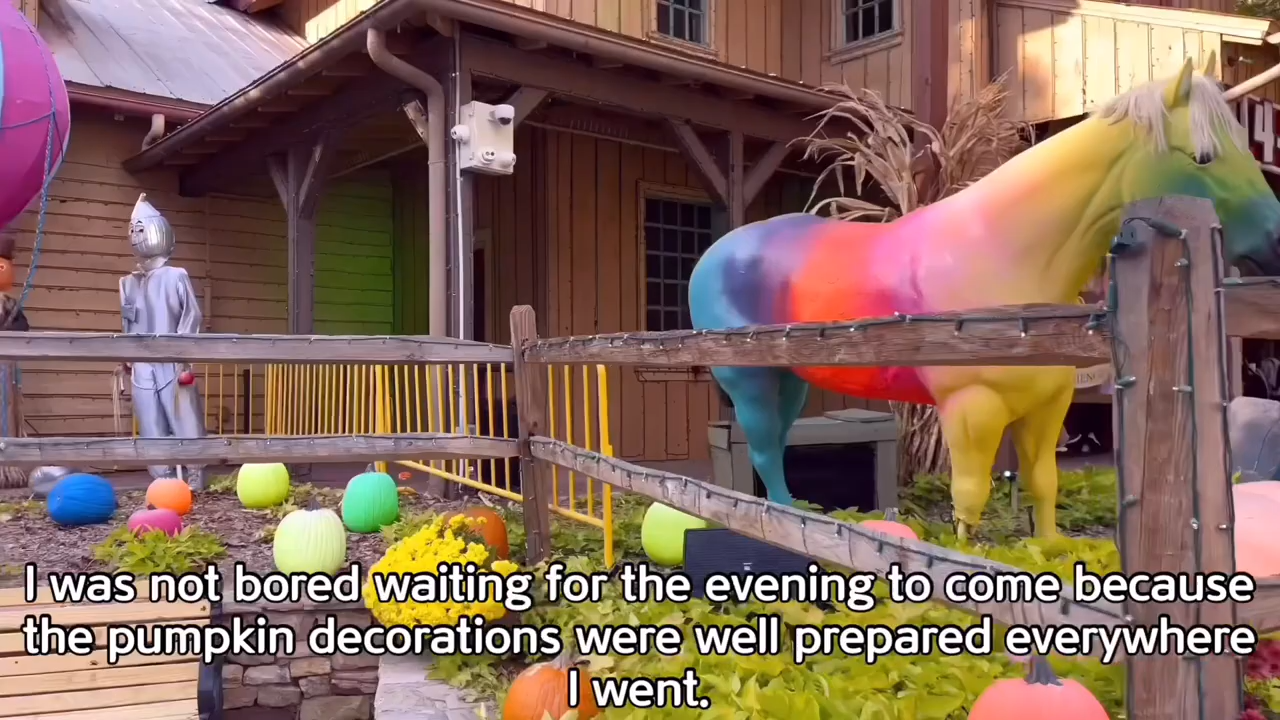 I was not bored waiting for the evening to come because
the pumpkin decorations were well prepared everywhere
I went.